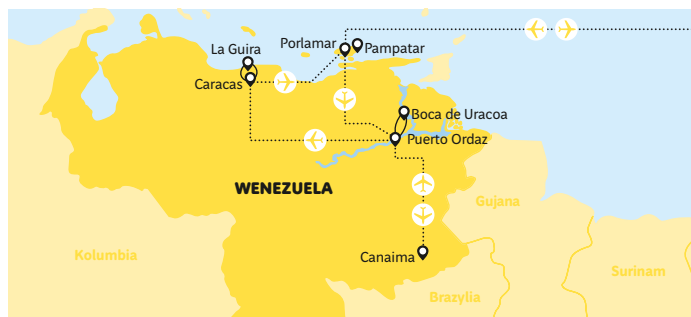 La Guira
Porlamar
Pampatar
Caracas
Boca de Uracoa
Puerto Ordaz
WENEZUELA
Gujana
Kolumbia
Canaima
Surinam
Brazylia